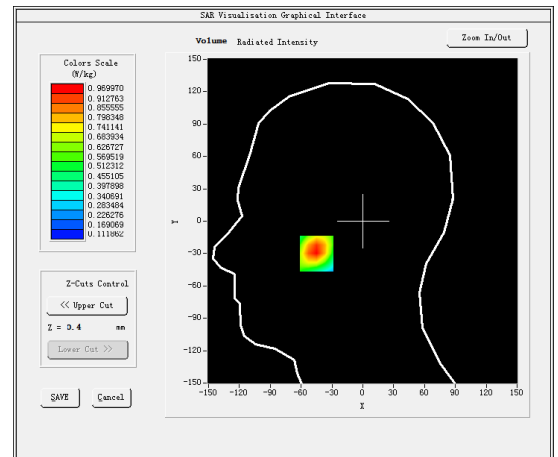 SAR Visualisation Graphical Interface
Volume Radiated Intensity
Zoom In/Out
Colors Scale
(W/kg)
0.969970
0.912763
0.855555
0.798348
0.741141
0.683934
0.626727
0.569519
0.512312
0.455105
0.397898
0.340691
0.283484
0.226276
0.169069
0.111862
150
120
90
60
30
0
-30
-60
-90
-120
-150
Y
-150 -120 -90 -60 -30 0 30 60 90 120 150
X
Z-Cuts Control
<< Upper Cut
Z = 0.4 mm
Lower Cut >>
SAVE Cancel